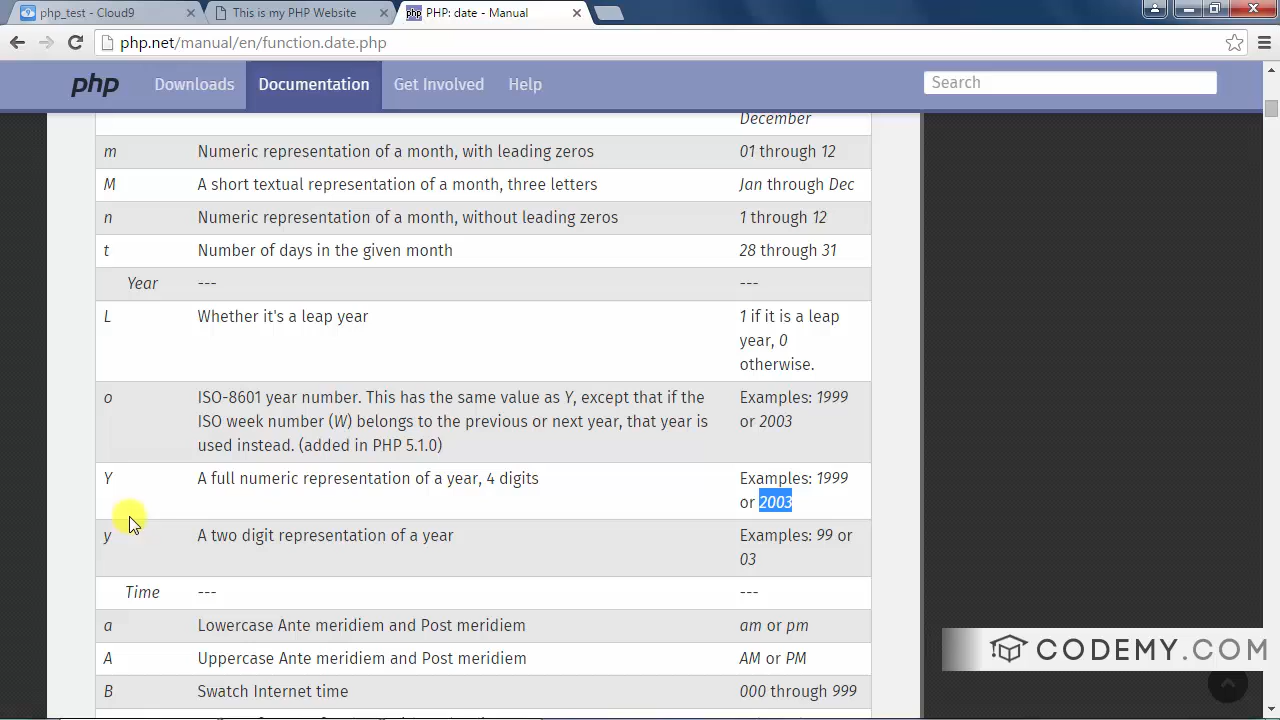 php_test - Cloud9
This is my PHP Website
PHP: date - Manual
php.net/manual/en/function.date.php
php Downloads Documentation Get Involved Help Search
December
m Numeric representation of a month, with leading zeros 01 through 12
M A short textual representation of a month, three letters Jan through Dec
n Numeric representation of a month, without leading zeros 1 through 12
t Number of days in the given month 28 through 31
Year --- ---
L Whether it's a leap year 1 if it is a leap
year, 0
otherwise.
o ISO-8601 year number. This has the same value as Y, except that if the Examples: 1999
ISO week number (W) belongs to the previous or next year, that year is or 2003
used instead. (added in PHP 5.1.0)
Y A full numeric representation of a year, 4 digits Examples: 1999
or 2003
y A two digit representation of a year Examples: 99 or
03
Time --- ---
a Lowercase Ante meridiem and Post meridiem am or pm
A Uppercase Ante meridiem and Post meridiem AM or PM
B Swatch Internet time 000 through 999
CODEMY.COM